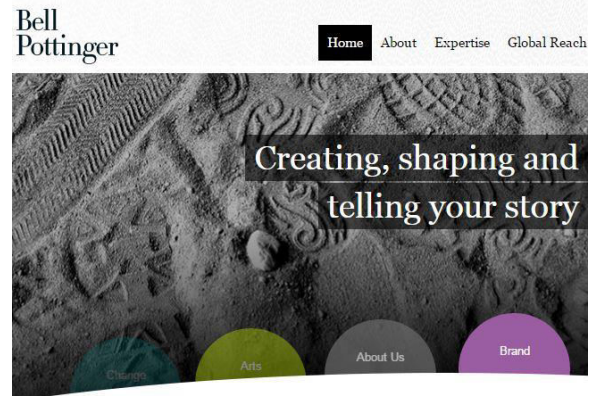 Bell
Pottinger
Home About Expertise Global Reach
Creating, shaping and
telling your story
Change Arts About Us Brand